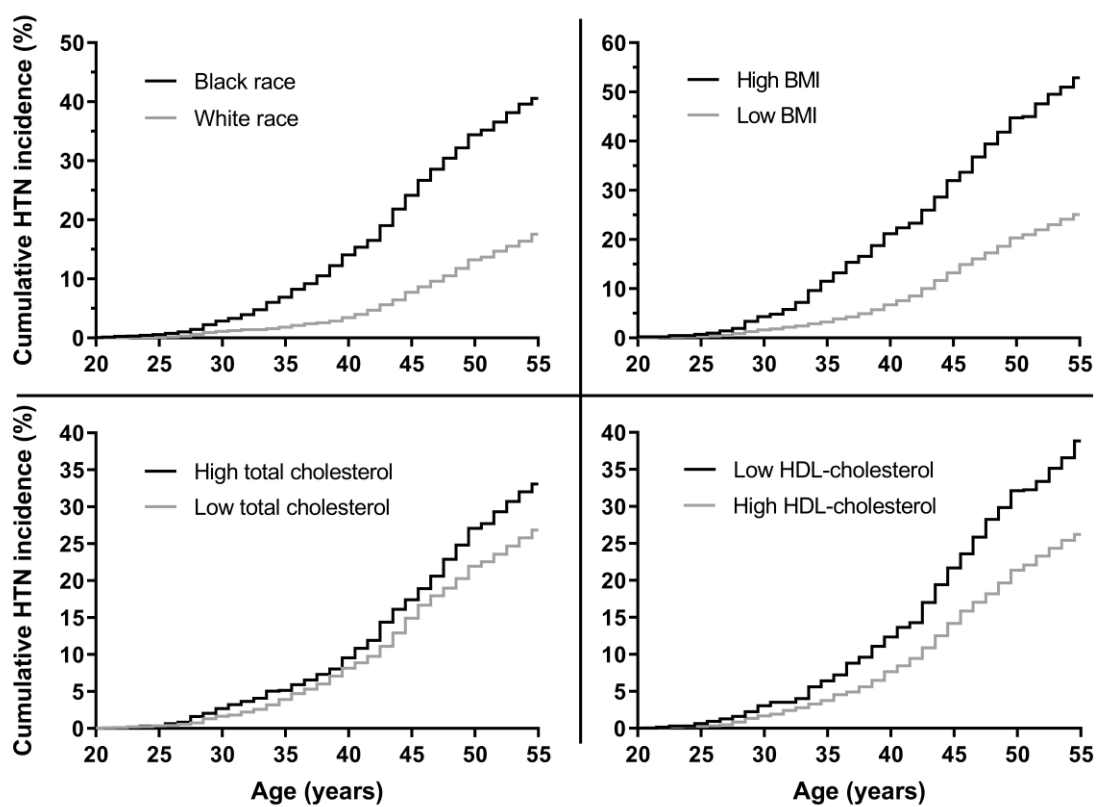 Cumulative HTN incidence (%)
50
40
30
20
10
0
Black race
White race
20 25 30 35 40 45 50 55
60
50
40
30
20
10
0
High BMI
Low BMI
20 25 30 35 40 45 50 55
Cumulative HTN incidence (%)
40
35
30
25
20
15
10
5
0
High total cholesterol
Low total cholesterol
20 25 30 35 40 45 50 55
Age (years)
40
35
30
25
20
15
10
5
0
Low HDL-cholesterol
High HDL-cholesterol
20 25 30 35 40 45 50 55
Age (years)